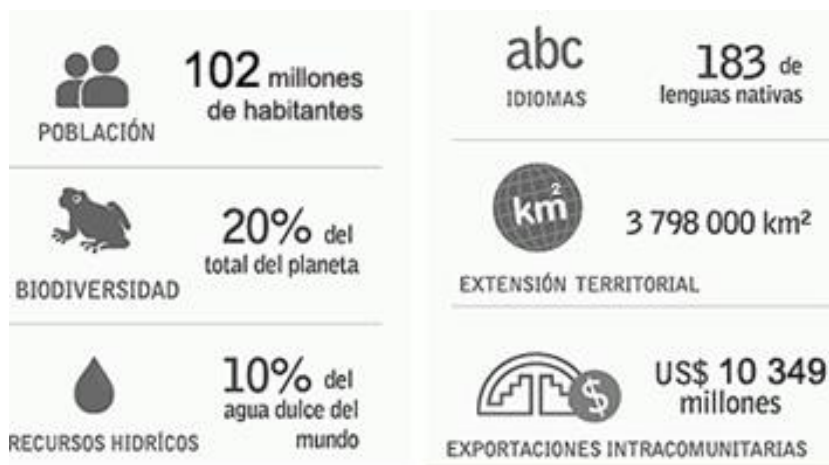 102 millones
de habitantes
POBLACIÓN
20% del
total del planeta
BIODIVERSIDAD
10% del
agua dulce del
mundo
RECURSOS HIDRÍCOS
abc
IDIOMAS
183 de
lenguas nativas
km²
3 798 000 km²
EXTENSIÓN TERRITORIAL
$
US$ 10 349
millones
EXPORTACIONES INTRACOMUNITARIAS